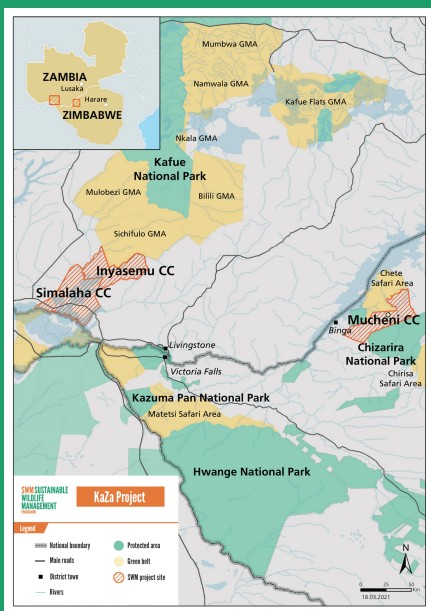 ZAMBIA
Lusaka
Harare
ZIMBABWE
Mumbwa GMA
Namwala GMA
Kafue Flats GMA
Nkala GMA
Kafue
National Park
Mulobezi GMA
Bilili GMA
Sichifulo GMA
Inyasemu CC
Simalaha CC
Chete
Safari Area
Mucheni CC
Binga
Chizarira
National Park
Chirisa
Safari Area
Livingstone
Victoria Falls
Kazuma Pan National Park
Matetsi Safari Area
Hwange National Park
SWM SUSTAINABLE
WILDLIFE
MANAGEMENT
PROGRAMME
KaZa Project
Legend
National boundary
Main roads
District town
Rivers
Protected area
Green belt
SWM project site
N
0 25 50
Km
18.03.2021